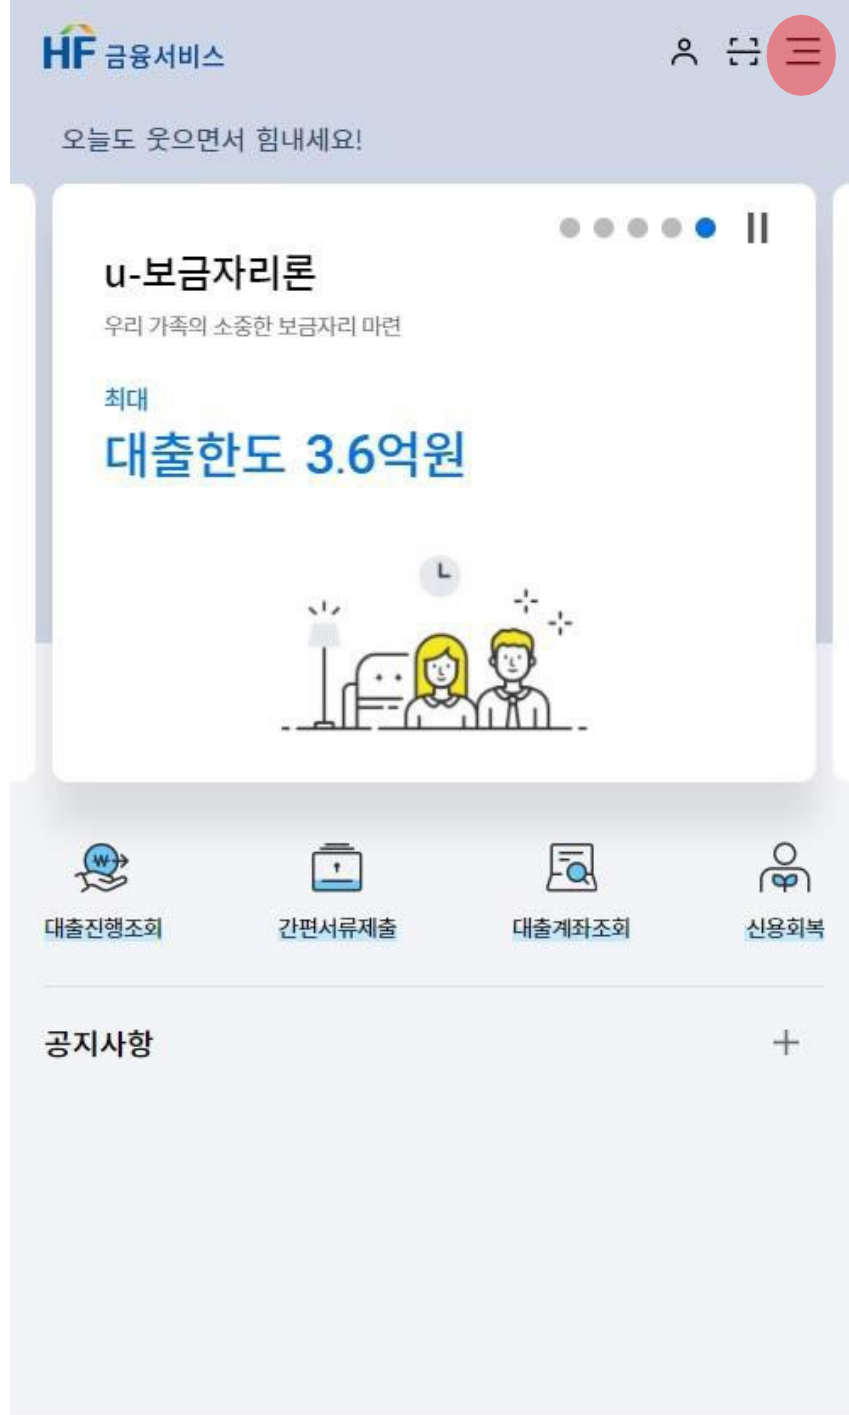 HF 금융서비스
오늘도 웃으면서 힘내세요!
u-보금자리론
우리 가족의 소중한 보금자리 마련
최대
대출한도 3.6억원
대출진행조회 간편서류제출 대출계좌조회 신용회복
공지사항